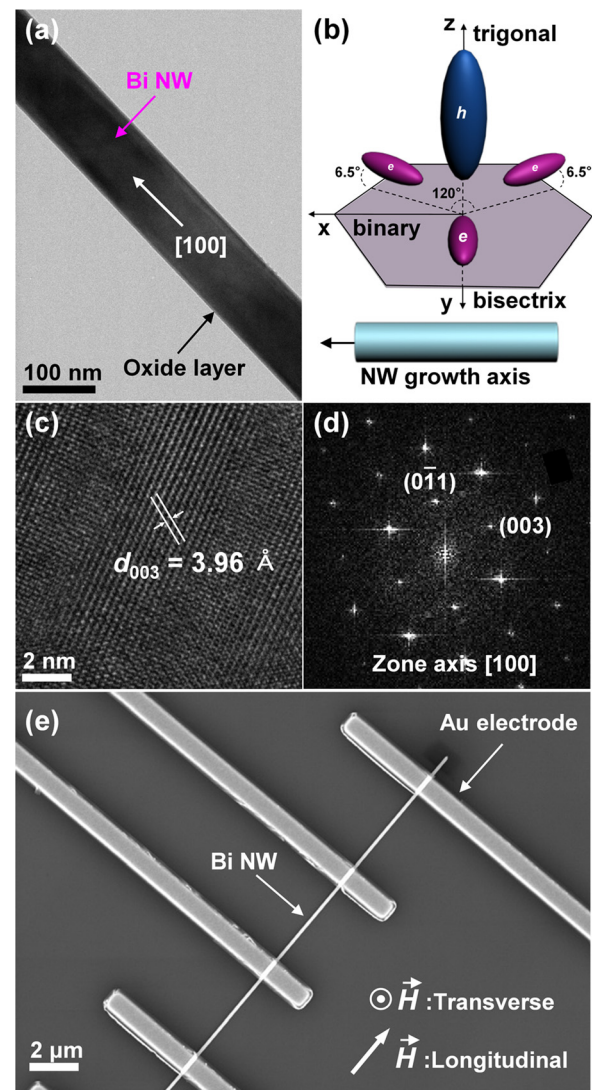 (a)
Bi NW
[100]
Oxide layer
100 nm
(b)
z
trigonal
h
e
e
6.5°
6.5°
120°
x
binary
e
y
bisectrix
NW growth axis
(c)
d₀₀₃ = 3.96 Å
2 nm
(d)
(01̅1)
(003)
Zone axis [100]
(e)
Au electrode
Bi NW
H⃗ :Transverse
H⃗ :Longitudinal
2 µm